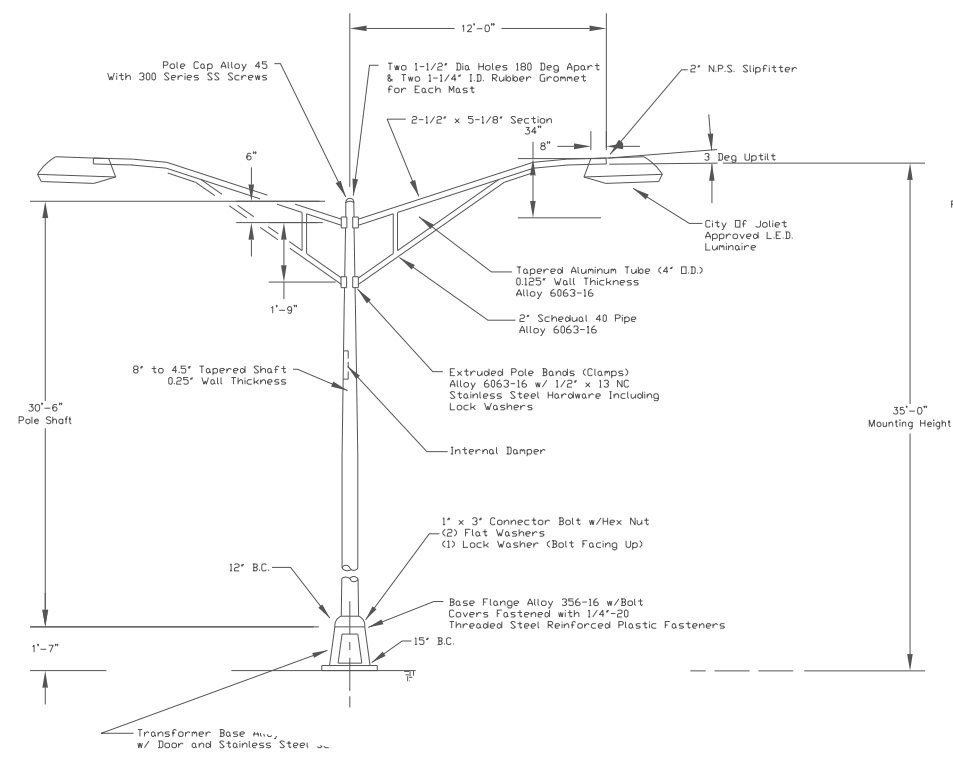 12'-0"
Pole Cap Alloy 45
With 300 Series SS Screws
Two 1-1/2" Dia Holes 180 Deg Apart
& Two 1-1/4" I.D. Rubber Grommet
for Each Mast
2" N.P.S. Slipfitter
2-1/2" x 5-1/8" Section
34"
8"
6"
3 Deg Uptilt
City Of Joliet
Approved L.E.D.
Luminaire
Tapered Aluminum Tube (4" O.D.)
0.125" Wall Thickness
Alloy 6063-16
1'-9"
2" Schedual 40 Pipe
Alloy 6063-16
8" to 4.5" Tapered Shaft
0.25" Wall Thickness
Extruded Pole Bands (Clamps)
Alloy 6063-16 w/ 1/2" x 13 NC
Stainless Steel Hardware Including
Lock Washers
30'-6"
Pole Shaft
35'-0"
Mounting Height
Internal Damper
1" x 3" Connector Bolt w/Hex Nut
(2) Flat Washers
(1) Lock Washer (Bolt Facing Up)
12" B.C.
Base Flange Alloy 356-16 w/Bolt
Covers Fastened with 1/4"-20
Threaded Steel Reinforced Plastic Fasteners
1'-7"
15" B.C.
Transformer Base
w/ Door and Stainless Steel